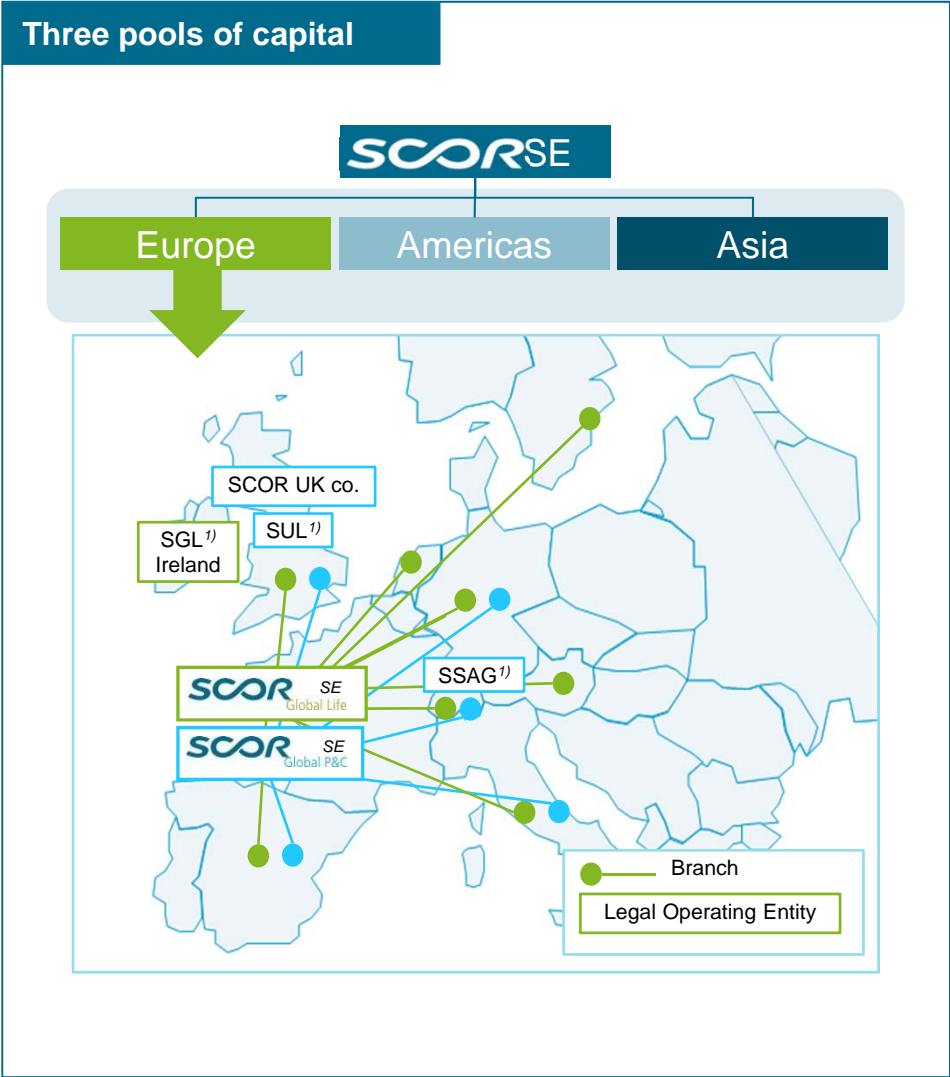 Three pools of capital
SCOR SE
Europe
Americas
Asia
SCOR UK co.
SUL1)
SGL1)
Ireland
SSAG1)
SCOR SE
Global Life
SCOR SE
Global P&C
Branch
Legal Operating Entity